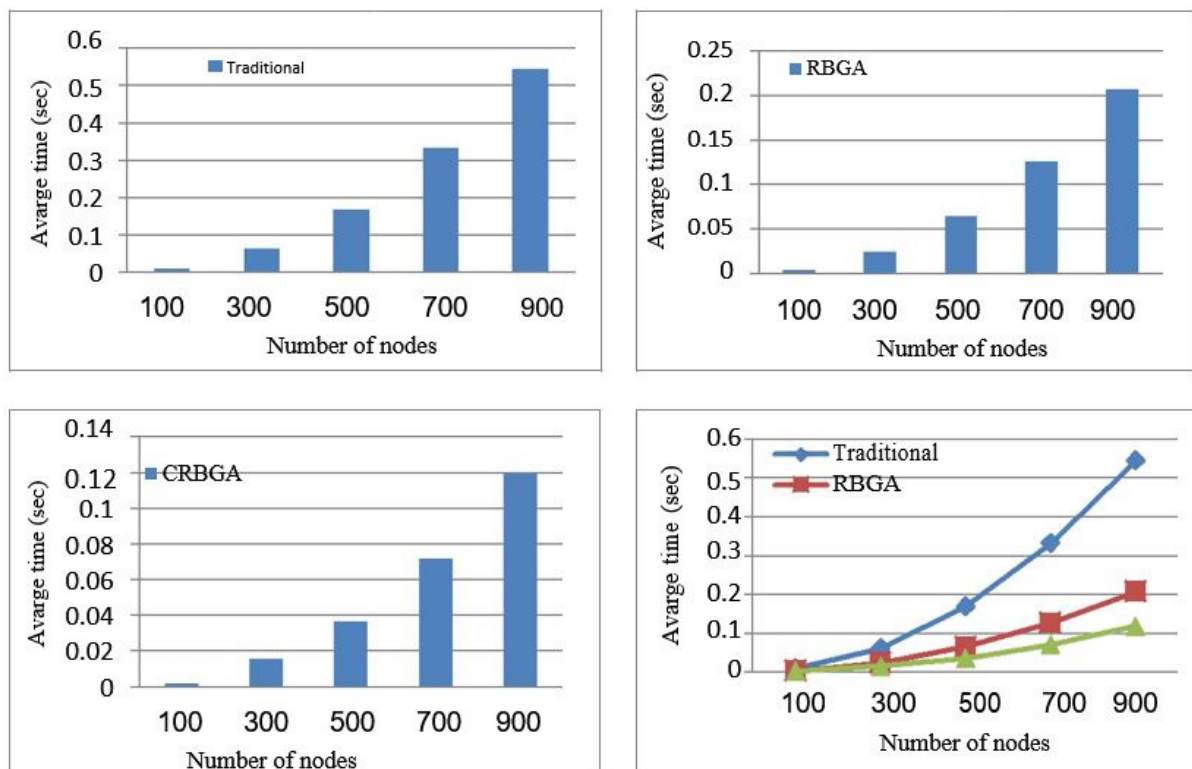 0.6
0.5
0.4
0.3
0.2
0.1
0
Avarge time (sec)
Traditional
100 300 500 700 900
Number of nodes
0.25
0.2
0.15
0.1
0.05
0
Avarge time (sec)
RBGA
100 300 500 700 900
Number of nodes
0.14
0.12
0.1
0.08
0.06
0.04
0.02
0
Avarge time (sec)
CRBGA
100 300 500 700 900
Number of nodes
0.6
0.5
0.4
0.3
0.2
0.1
0
Avarge time (sec)
Traditional
RBGA
100 300 500 700 900
Number of nodes